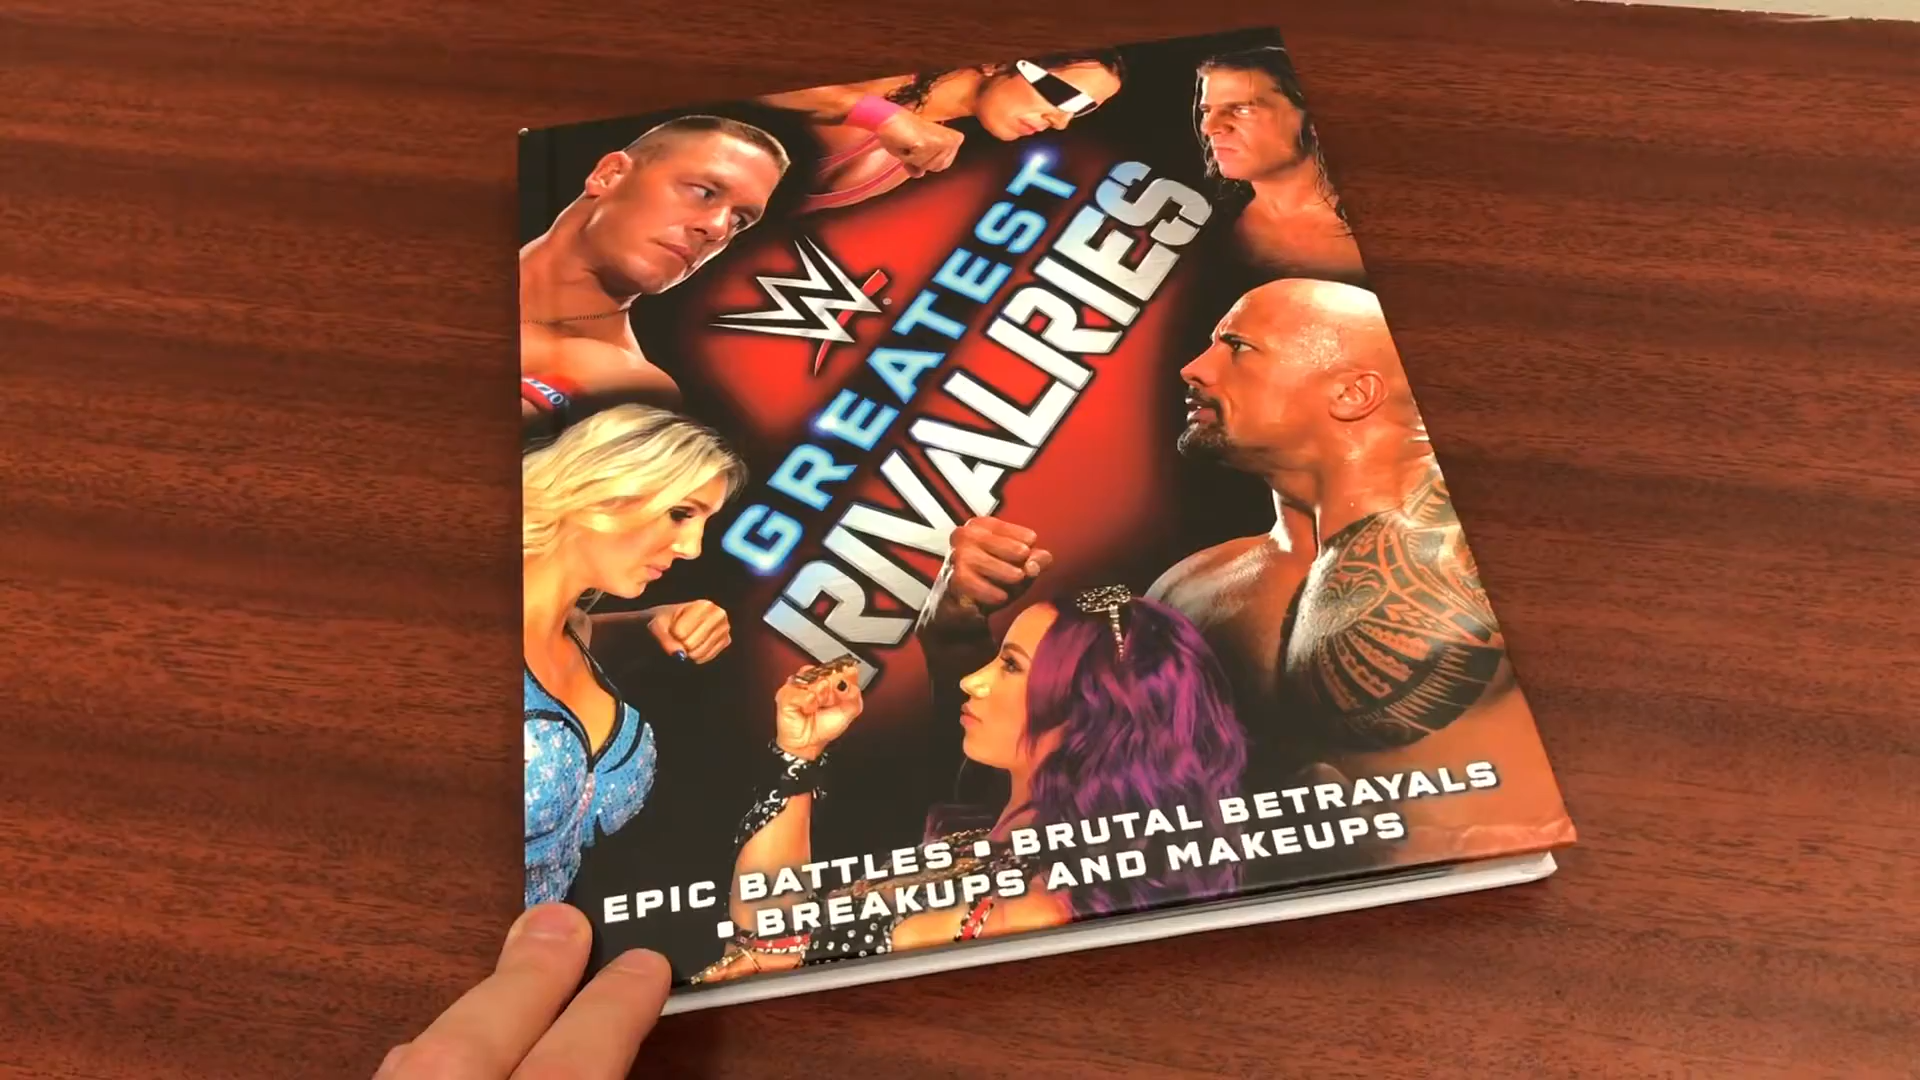 W
GREATEST
RIVALRIES
EPIC BATTLES • BRUTAL BETRAYALS
• BREAKUPS AND MAKEUPS